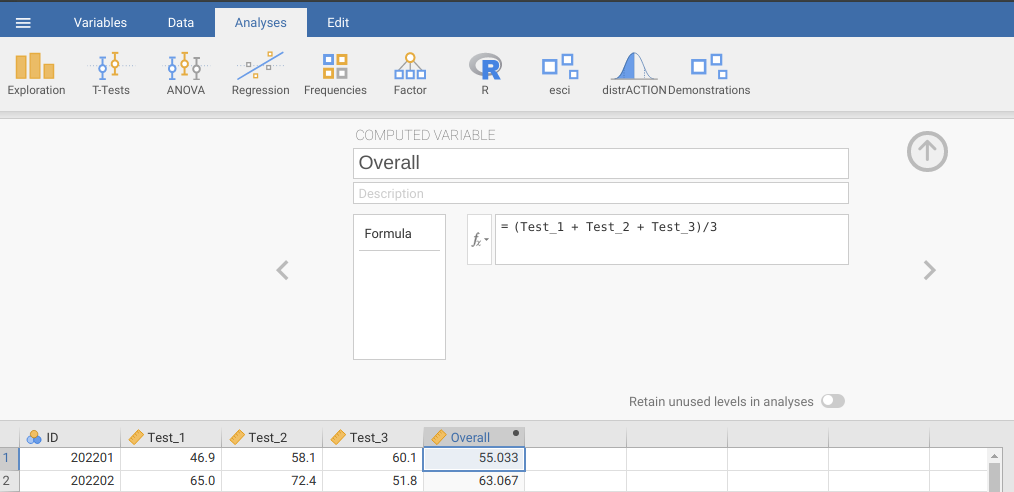 Variables Data Analyses Edit
Exploration T-Tests ANOVA Regression Frequencies Factor R esci distrACTION Demonstrations
COMPUTED VARIABLE
Overall
Description
Formula
fx
= (Test_1 + Test_2 + Test_3)/3
Retain unused levels in analyses
ID Test_1 Test_2 Test_3 Overall
1 202201 46.9 58.1 60.1 55.033
2 202202 65.0 72.4 51.8 63.067